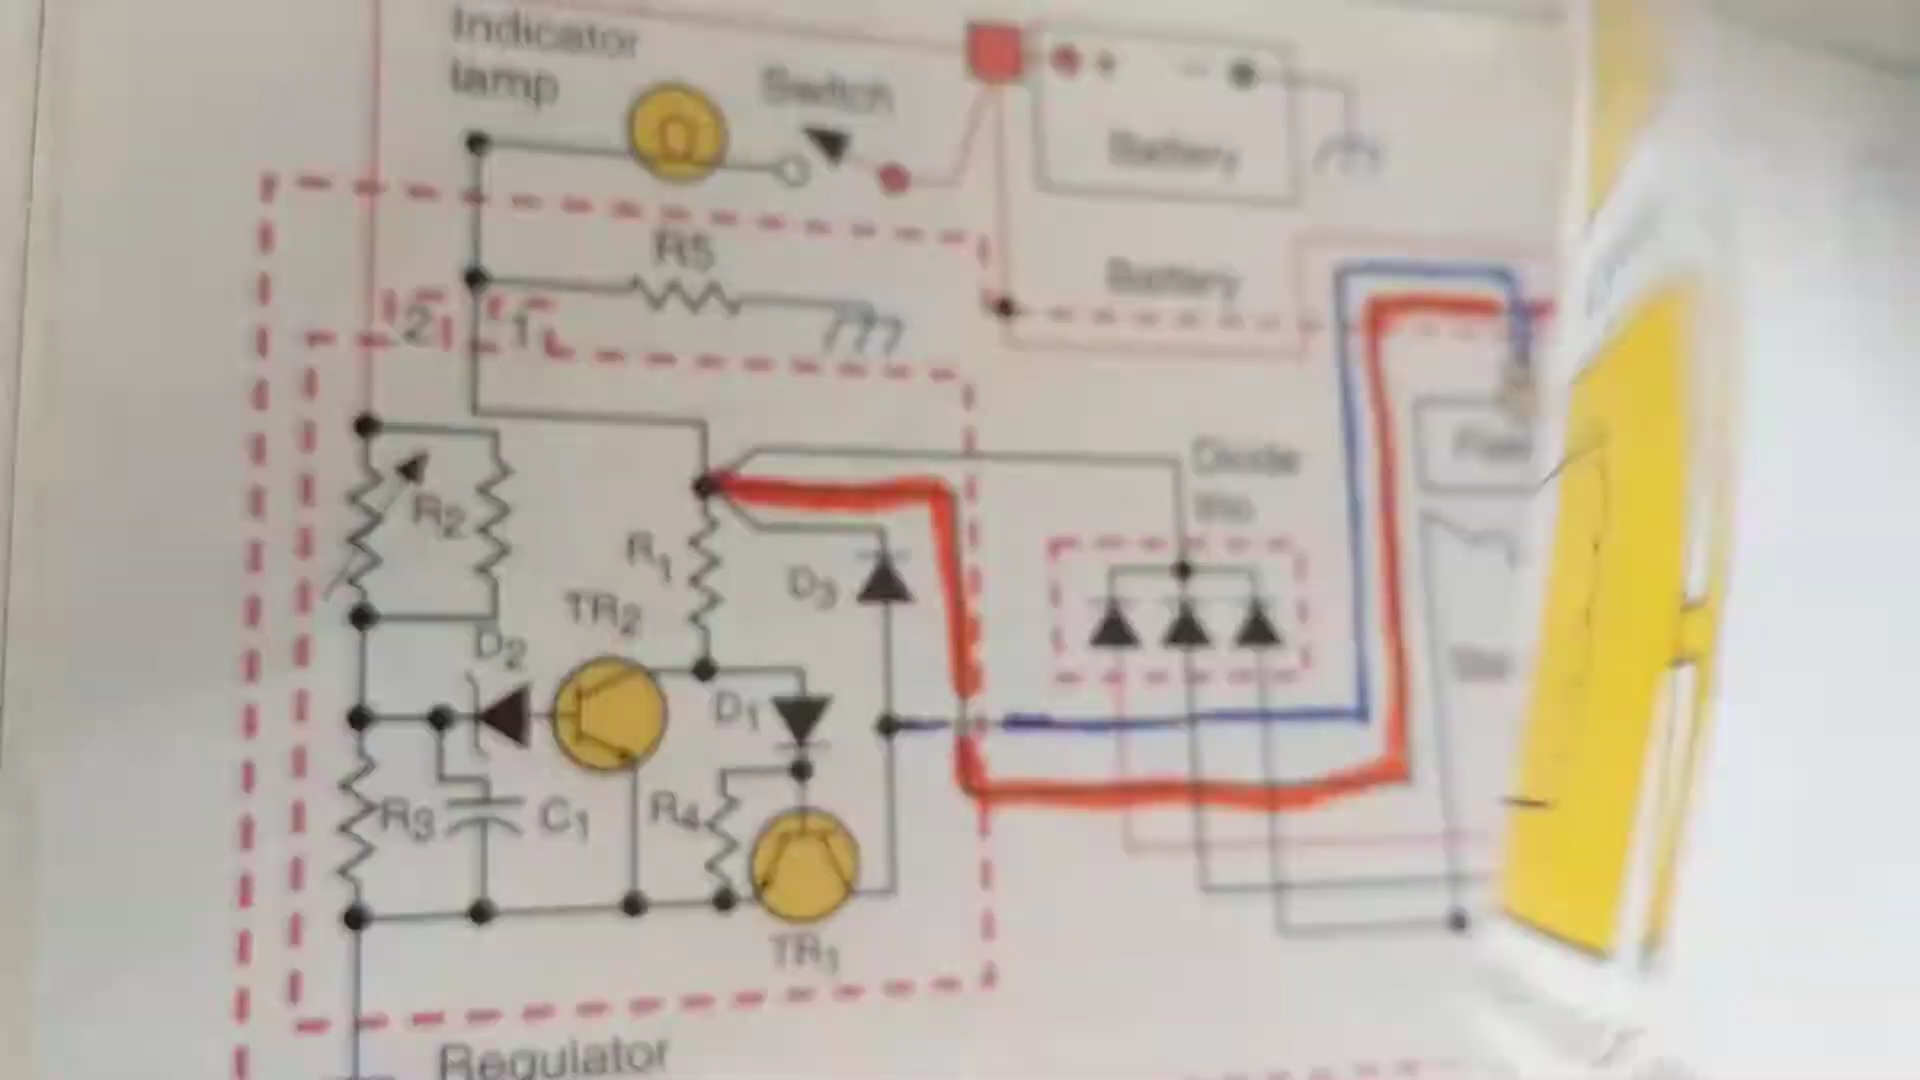 Indicator
lamp
Switch
+ −
Battery
R5
Battery
2 1
Diode
trio
R2
R1
D3
TR2
D2
D1
R3
C1
R4
TR1
Regulator